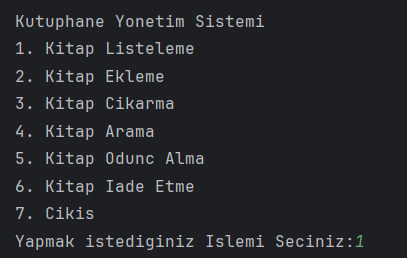 Kutuphane Yonetim Sistemi
1. Kitap Listeleme
2. Kitap Ekleme
3. Kitap Cikarma
4. Kitap Arama
5. Kitap Odunc Alma
6. Kitap Iade Etme
7. Cikis
Yapmak istediginiz Islemi Seciniz:1